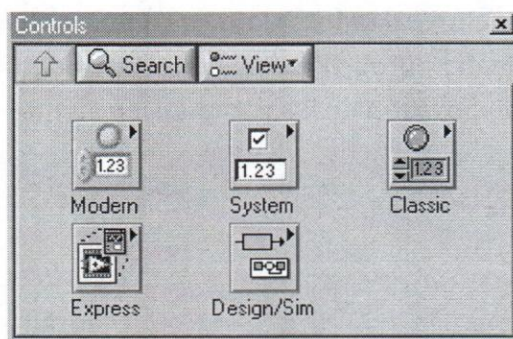 Controls
Search View
1.23 1.23 1.23
Modern System Classic
Express Design/Sim